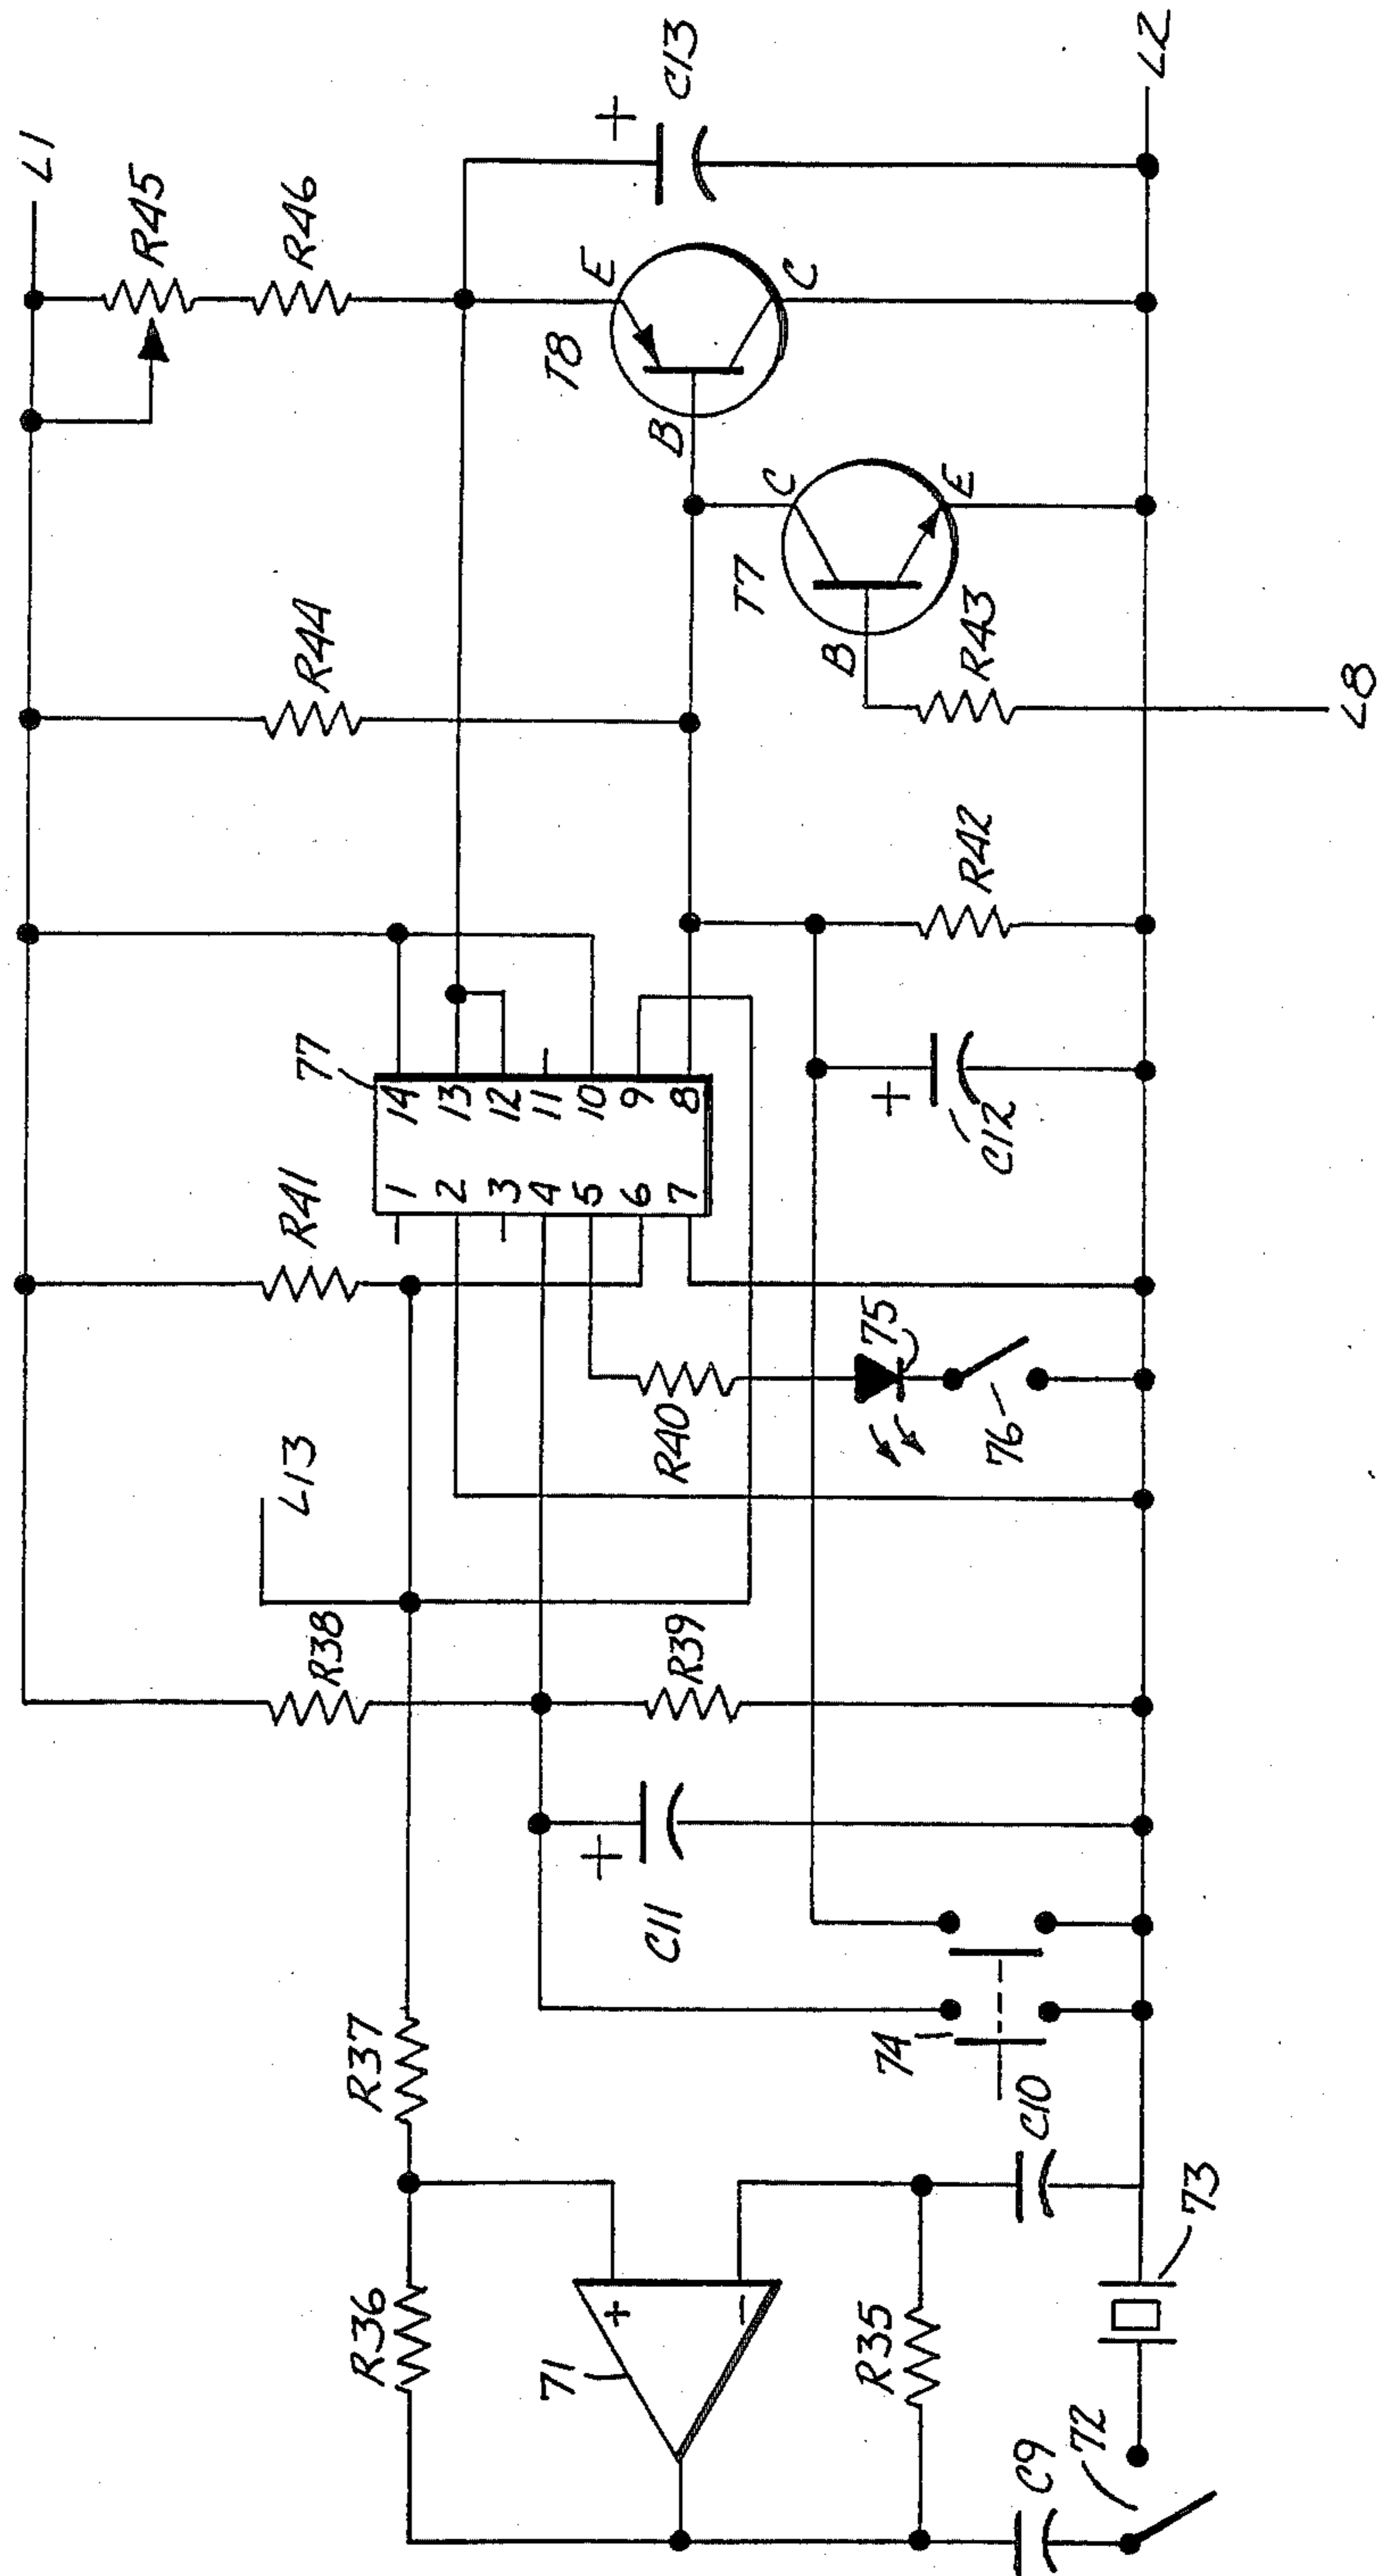 L1
R45
R46
+
C13
E
T8
B
C
R44
C
T7
B
E
R43
L8
L2
77
14
13
12
11
10
9
8
1
2
3
4
5
6
7
R42
+
C12
R41
75
76
R40
L13
R38
R39
+
C11
R37
74
C10
R36
71
+
−
R35
73
C9
72